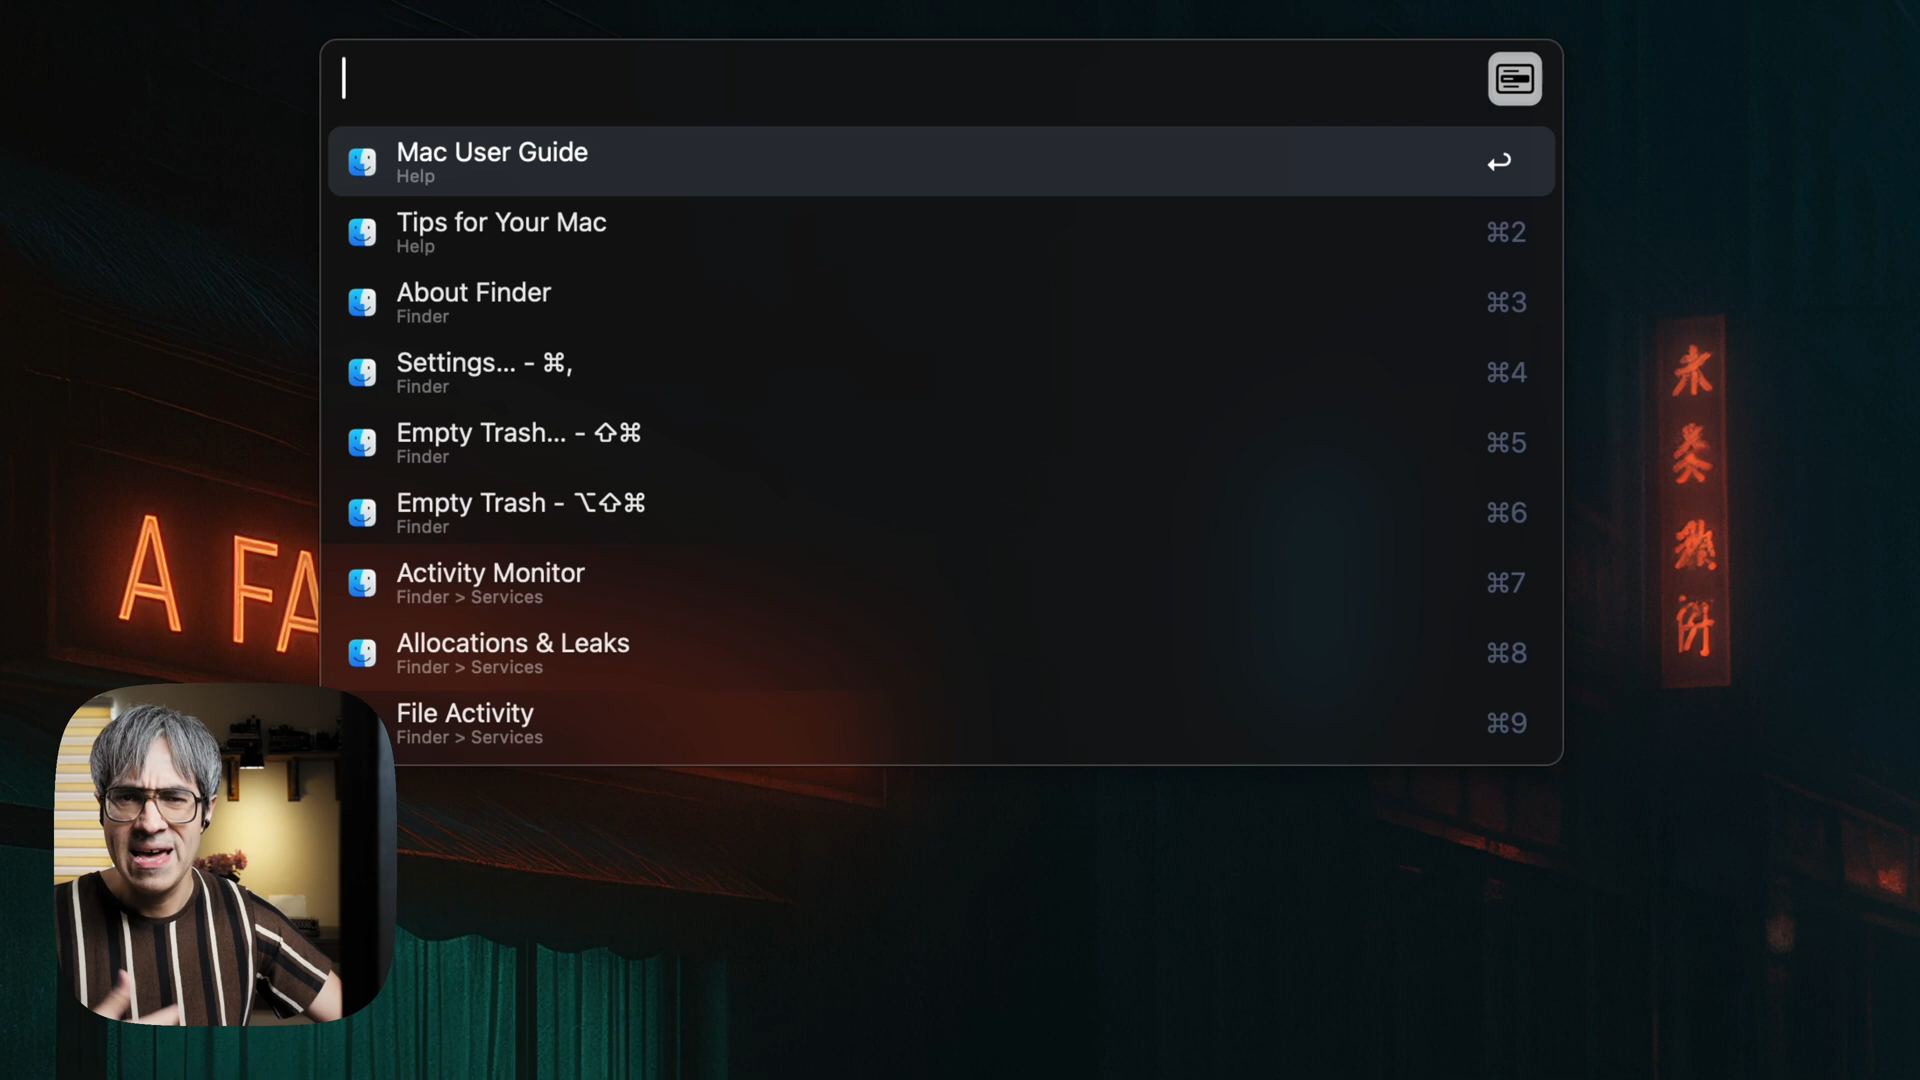 Mac User Guide
Help
↩
Tips for Your Mac
Help
⌘2
About Finder
Finder
⌘3
Settings... - ⌘,
Finder
⌘4
Empty Trash... - ⇧⌘
Finder
⌘5
Empty Trash - ⌥⇧⌘
Finder
⌘6
Activity Monitor
Finder > Services
⌘7
Allocations & Leaks
Finder > Services
⌘8
File Activity
Finder > Services
⌘9
A FA